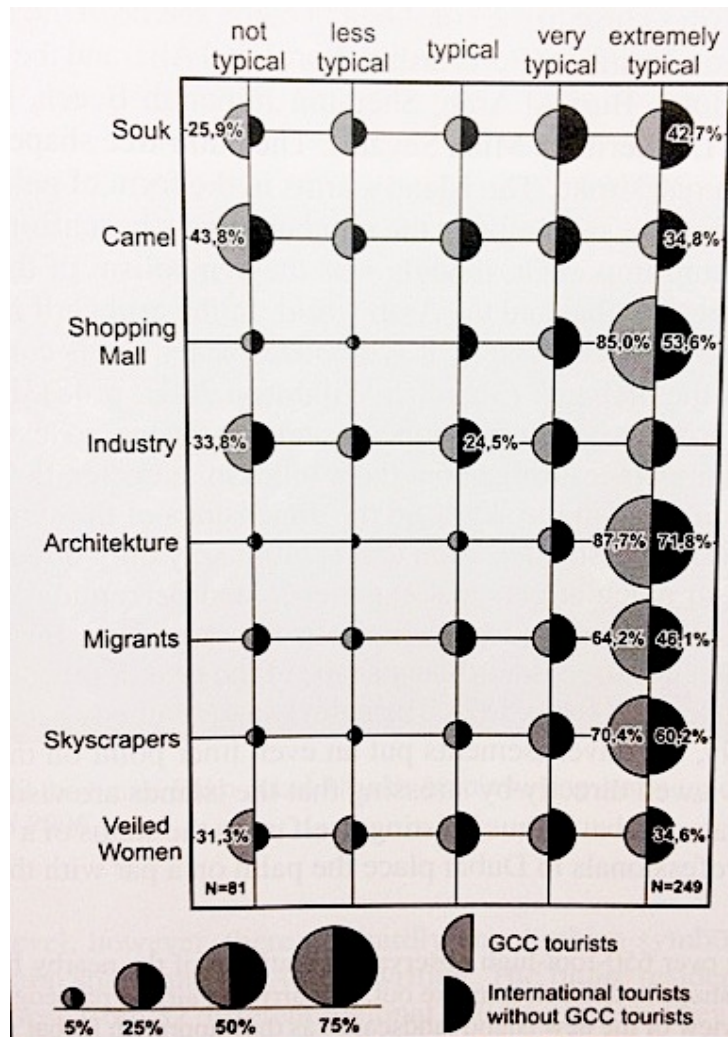 not typical
less typical
typical
very typical
extremely typical
Souk 25,9% 42,7%
Camel 43,8% 34,8%
Shopping Mall 85,0% 53,6%
Industry 33,8% 24,5%
Architekture 87,7% 71,8%
Migrants 64,2% 46,1%
Skyscrapers 70,4% 60,2%
Veiled Women 31,3% 34,6%
N=81 N=249
GCC tourists
International tourists
without GCC tourists
5% 25% 50% 75%